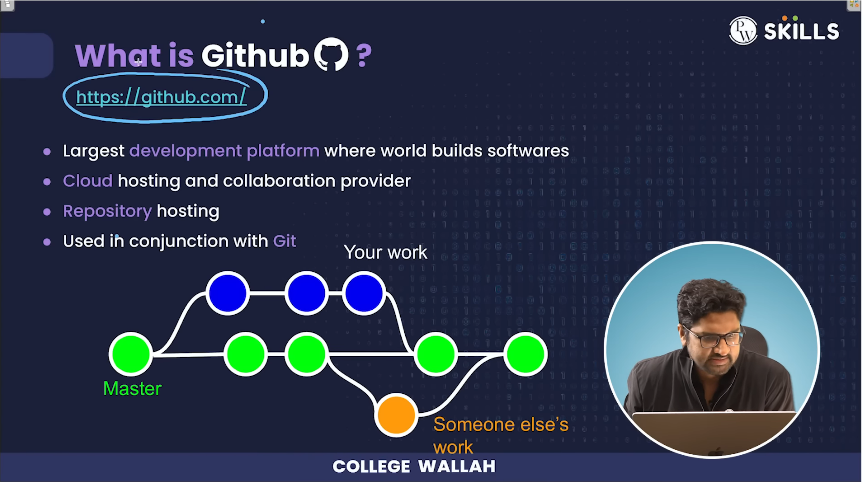 PW SKILLS
What is Github ?
https://github.com/
Largest development platform where world builds softwares
Cloud hosting and collaboration provider
Repository hosting
Used in conjunction with Git
Your work
Master
Someone else's
work
COLLEGE WALLAH